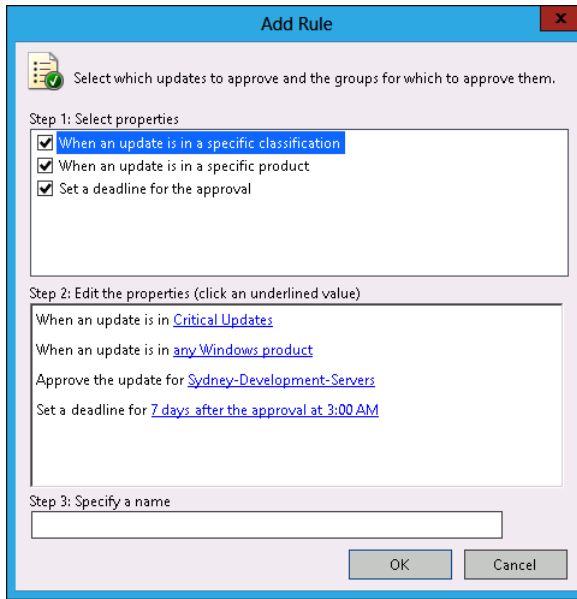 Add Rule
x
Select which updates to approve and the groups for which to approve them.
Step 1: Select properties
When an update is in a specific classification
When an update is in a specific product
Set a deadline for the approval
Step 2: Edit the properties (click an underlined value)
When an update is in Critical Updates
When an update is in any Windows product
Approve the update for Sydney-Development-Servers
Set a deadline for 7 days after the approval at 3:00 AM
Step 3: Specify a name
OK
Cancel